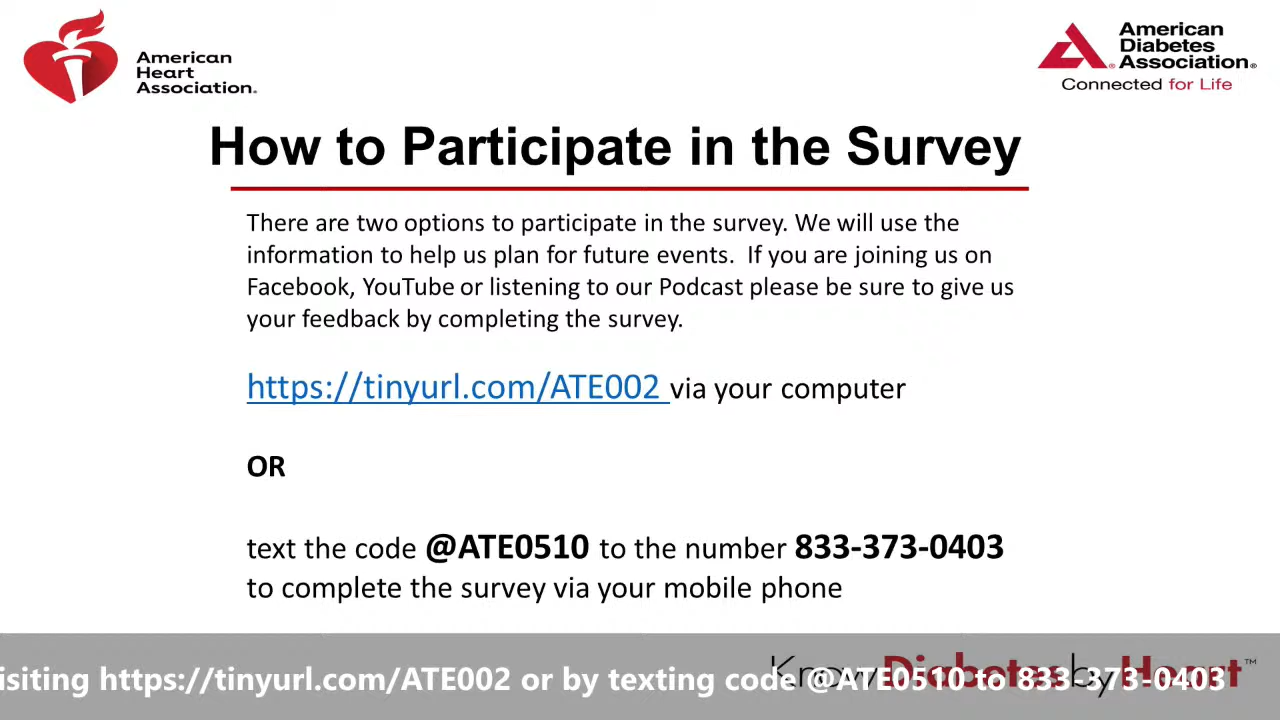 American
Heart
Association.
American
Diabetes
Association®
Connected for Life
How to Participate in the Survey
There are two options to participate in the survey. We will use the
information to help us plan for future events.  If you are joining us on
Facebook, YouTube or listening to our Podcast please be sure to give us
your feedback by completing the survey.
https://tinyurl.com/ATE002 via your computer
OR
text the code @ATE0510 to the number 833-373-0403
to complete the survey via your mobile phone
Know Diabetes by Heart™
isiting https://tinyurl.com/ATE002 or by texting code @ATE0510 to 833-373-0403